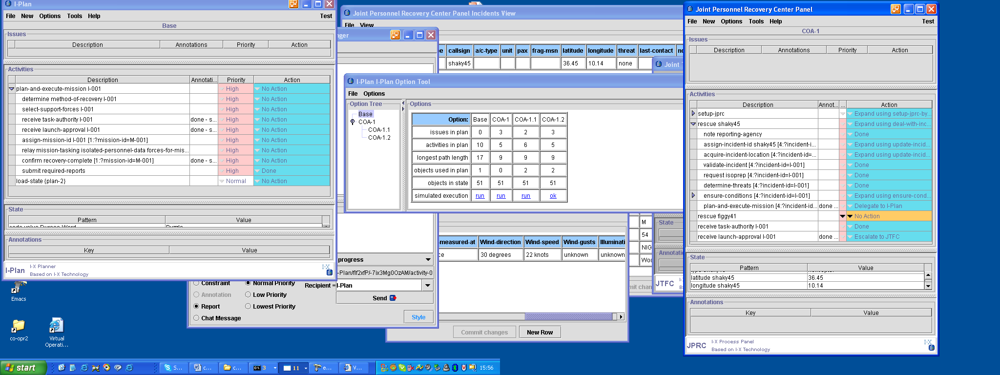 I-Plan
File New Options Tools Help Test
Base
Issues
Description Annotations Priority Action
Activities
Description Annotati... Priority Action
plan-and-execute-mission I-001 High No Action
determine method-of-recovery I-001 High No Action
select-support-forces I-001 High No Action
receive task-authority I-001 done - s... High No Action
receive launch-approval I-001 done - s... High No Action
assign-mission-id I-001 [1:?mission-id=M-001] High No Action
relay mission-tasking isolated-personnel-data forces-for-mis... High No Action
confirm recovery-complete [1:?mission-id=M-001] done - s... High No Action
submit required-reports High Done
load-state {plan-2} Normal No Action
State
Pattern Value
Annotations
Key Value
I-Plan
I-X Planner
Based on I-X Technology
I-X
Joint Personnel Recovery Center Panel Incidents View
File View
callsign a/c-type unit pax frag-msn latitude longitude threat last-contact
shaky45 36.45 10.14 none
I-Plan I-Plan Option Tool
File Options
Option Tree
Base
COA-1
COA-1.1
COA-1.2
Options
Option: Base COA-1 COA-1.1 COA-1.2
issues in plan 0 3 2 3
activities in plan 10 5 6 5
longest path length 17 9 9 9
objects used in plan 1 0 2 2
objects in state 51 51 51 51
simulated execution run run run ok
progress
-Plan/flf2xfP/-7ix3Mg0OzAM/activity-0
Constraint Normal Priority Recipient = I-Plan
Annotation Low Priority
Send
Report Lowest Priority
Chat Message
Style
-measured-at Wind-direction Wind-speed Wind-gusts Illuminati
ce 30 degrees 22 knots unknown unknown
Commit changes New Row
M
54
NIG
Woo
mit chan
Joint T
State
Annotatio
JTFC
Joint Personnel Recovery Center Panel
File New Options Tools Help Test
COA-1
Issues
Description Annotations Priority Action
Activities
Description Annot... ... Action
setup-jprc Expand using setup-jprc-by...
rescue shaky45 Expand using deal-with-inc...
note reporting-agency Done
assign-incident-id shaky45 [4:?incident-i... Expand using update-incid...
acquire-incident-location [4:?incident-id=... Expand using update-incid...
validate-incident [4:?incident-id=I-001] Done
request isoprep [4:?incident-id=I-001] Done
determine-threats [4:?incident-id=I-001] Done
ensure-conditions [4:?incident-id=I-001] Expand using ensure-cond...
plan-and-execute-mission [4:?incident-id... done ... Delegate to I-Plan
rescue figgy41 No Action
receive task-authority I-001 Done
receive launch-approval I-001 done ... Escalate to JTFC
State
Pattern Value
latitude shaky45 36.45
longitude shaky45 10.14
Annotations
Key Value
JPRC
I-X Process Panel
Based on I-X Technology
I-X
Emacs
co-opr2
Virtual
Operati...
start S... c... c... 3 11 e... V... 15:56